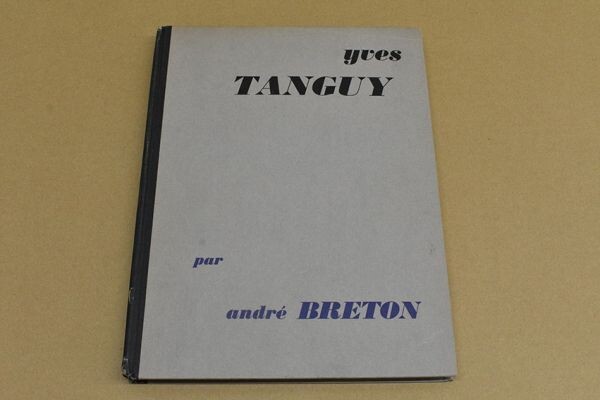 yves
TANGUY
par
andré BRETON